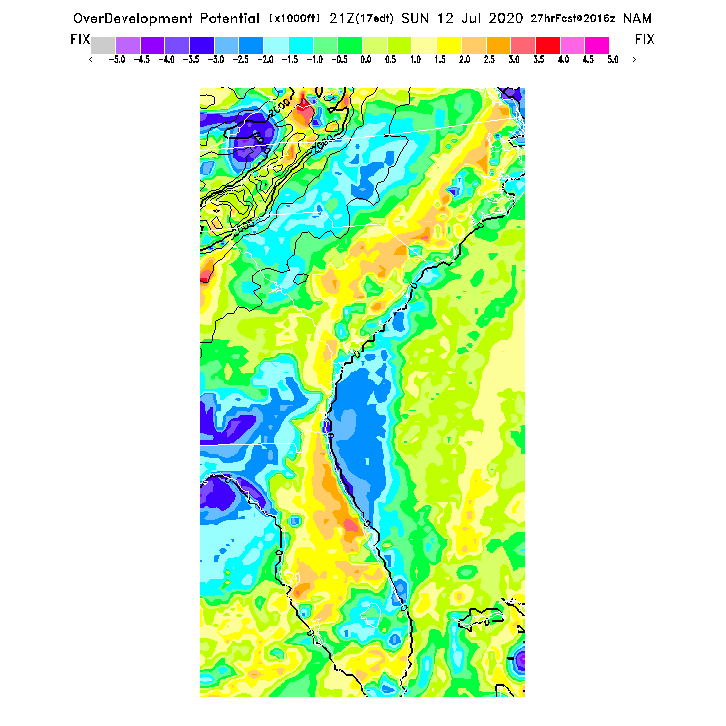 OverDevelopment Potential [x1000ft] 21Z(17edt) SUN 12 Jul 2020 27hrFcst@2016z NAM
FIX FIX
< -5.0 -4.5 -4.0 -3.5 -3.0 -2.5 -2.0 -1.5 -1.0 -0.5 0.0 0.5 1.0 1.5 2.0 2.5 3.0 3.5 4.0 4.5 5.0 >